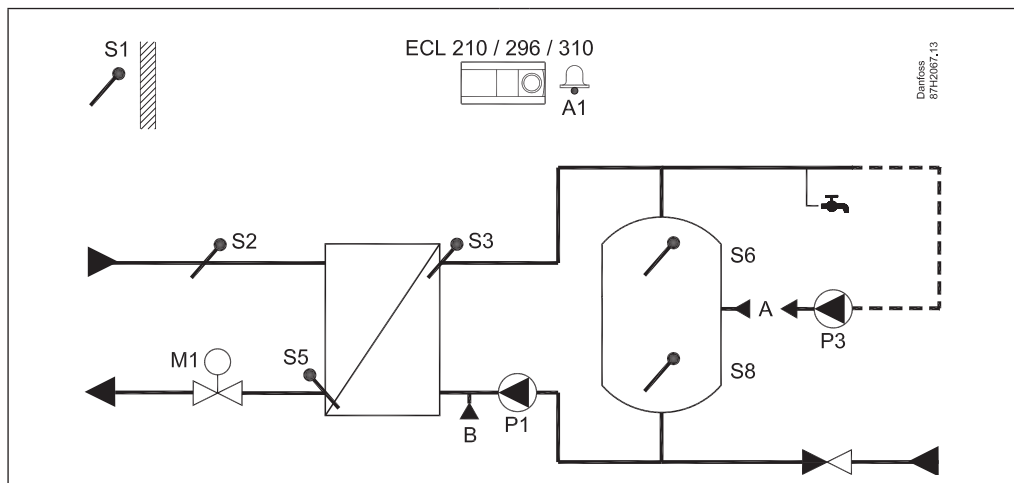 S1
ECL 210 / 296 / 310
A1
Danfoss
87H2067.13
S2
S3
S6
A
P3
M1
S5
S8
B
P1